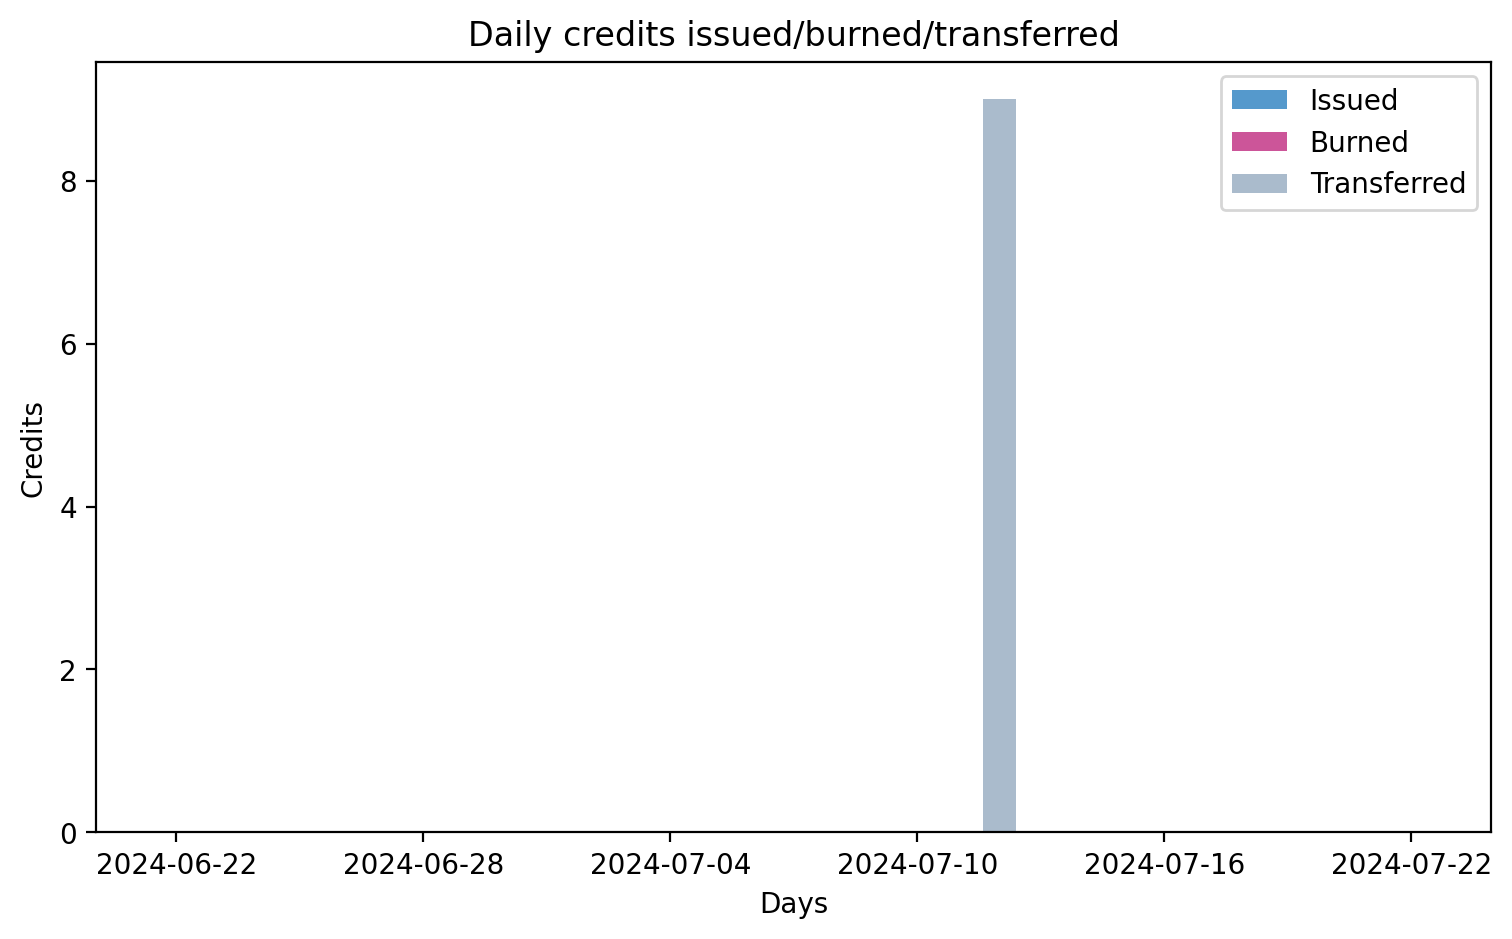 Daily credits issued/burned/transferred
Issued
Burned
Transferred
8
6
4
2
0
Credits
2024-06-22
2024-06-28
2024-07-04
2024-07-10
2024-07-16
2024-07-22
Days